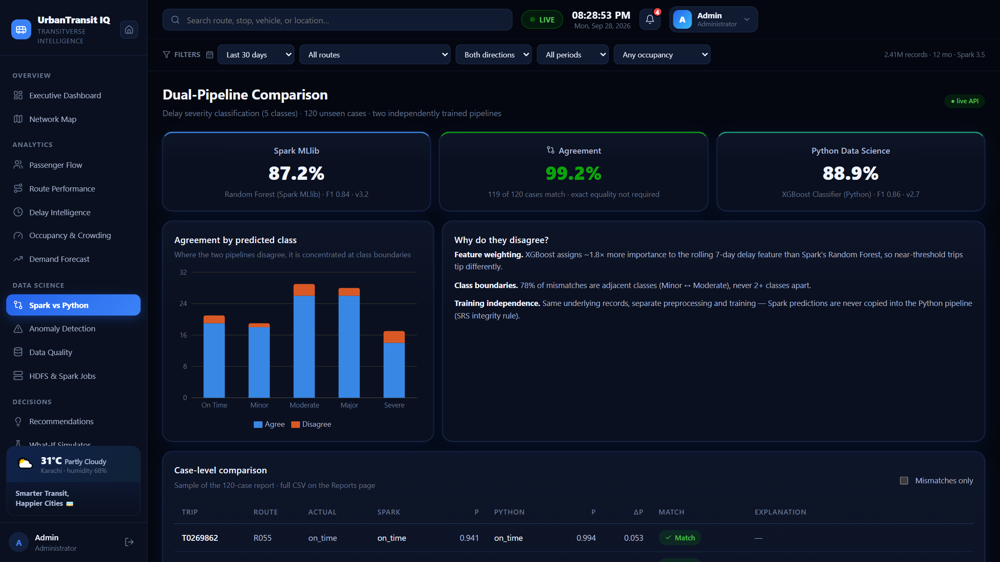 UrbanTransit IQ
TRANSITVERSE
INTELLIGENCE
Search route, stop, vehicle, or location...
LIVE
08:28:53 PM
Mon, Sep 28, 2026
4
A
Admin
Administrator
FILTERS
Last 30 days
All routes
Both directions
All periods
Any occupancy
2.41M records · 12 mo · Spark 3.5
OVERVIEW
Executive Dashboard
Network Map
ANALYTICS
Passenger Flow
Route Performance
Delay Intelligence
Occupancy & Crowding
Demand Forecast
DATA SCIENCE
Spark vs Python
Anomaly Detection
Data Quality
HDFS & Spark Jobs
DECISIONS
Recommendations
What-If Simulator
31°C Partly Cloudy
Karachi · humidity 68%
Smarter Transit,
Happier Cities
A
Admin
Administrator
Dual-Pipeline Comparison
Delay severity classification (5 classes) · 120 unseen cases · two independently trained pipelines
● live API
Spark MLlib
87.2%
Random Forest (Spark MLlib) · F1 0.84 · v3.2
Agreement
99.2%
119 of 120 cases match · exact equality not required
Python Data Science
88.9%
XGBoost Classifier (Python) · F1 0.86 · v2.7
Agreement by predicted class
Where the two pipelines disagree, it is concentrated at class boundaries
32
24
16
8
0
On Time
Minor
Moderate
Major
Severe
Agree
Disagree
Why do they disagree?
Feature weighting. XGBoost assigns ~1.8× more importance to the rolling 7-day delay feature than Spark's Random Forest, so near-threshold trips
tip differently.
Class boundaries. 78% of mismatches are adjacent classes (Minor ↔ Moderate), never 2+ classes apart.
Training independence. Same underlying records, separate preprocessing and training — Spark predictions are never copied into the Python pipeline
(SRS integrity rule).
Case-level comparison
Sample of the 120-case report · full CSV on the Reports page
Mismatches only
TRIP
ROUTE
ACTUAL
SPARK
P
PYTHON
P
ΔP
MATCH
EXPLANATION
T0269862
R055
on_time
on_time
0.941
on_time
0.994
0.053
✓ Match
—